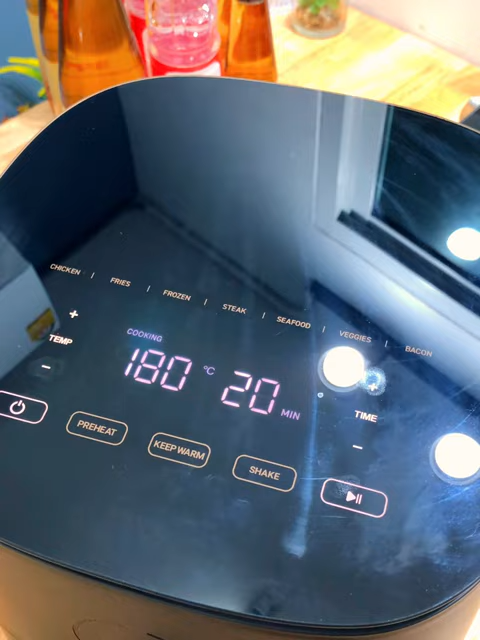 CHICKEN / FRIES / FROZEN / STEAK / SEAFOOD / VEGGIES / BACON
+
TEMP
−
COOKING
180 °C 20 MIN
+
TIME
−
PREHEAT
KEEP WARM
SHAKE